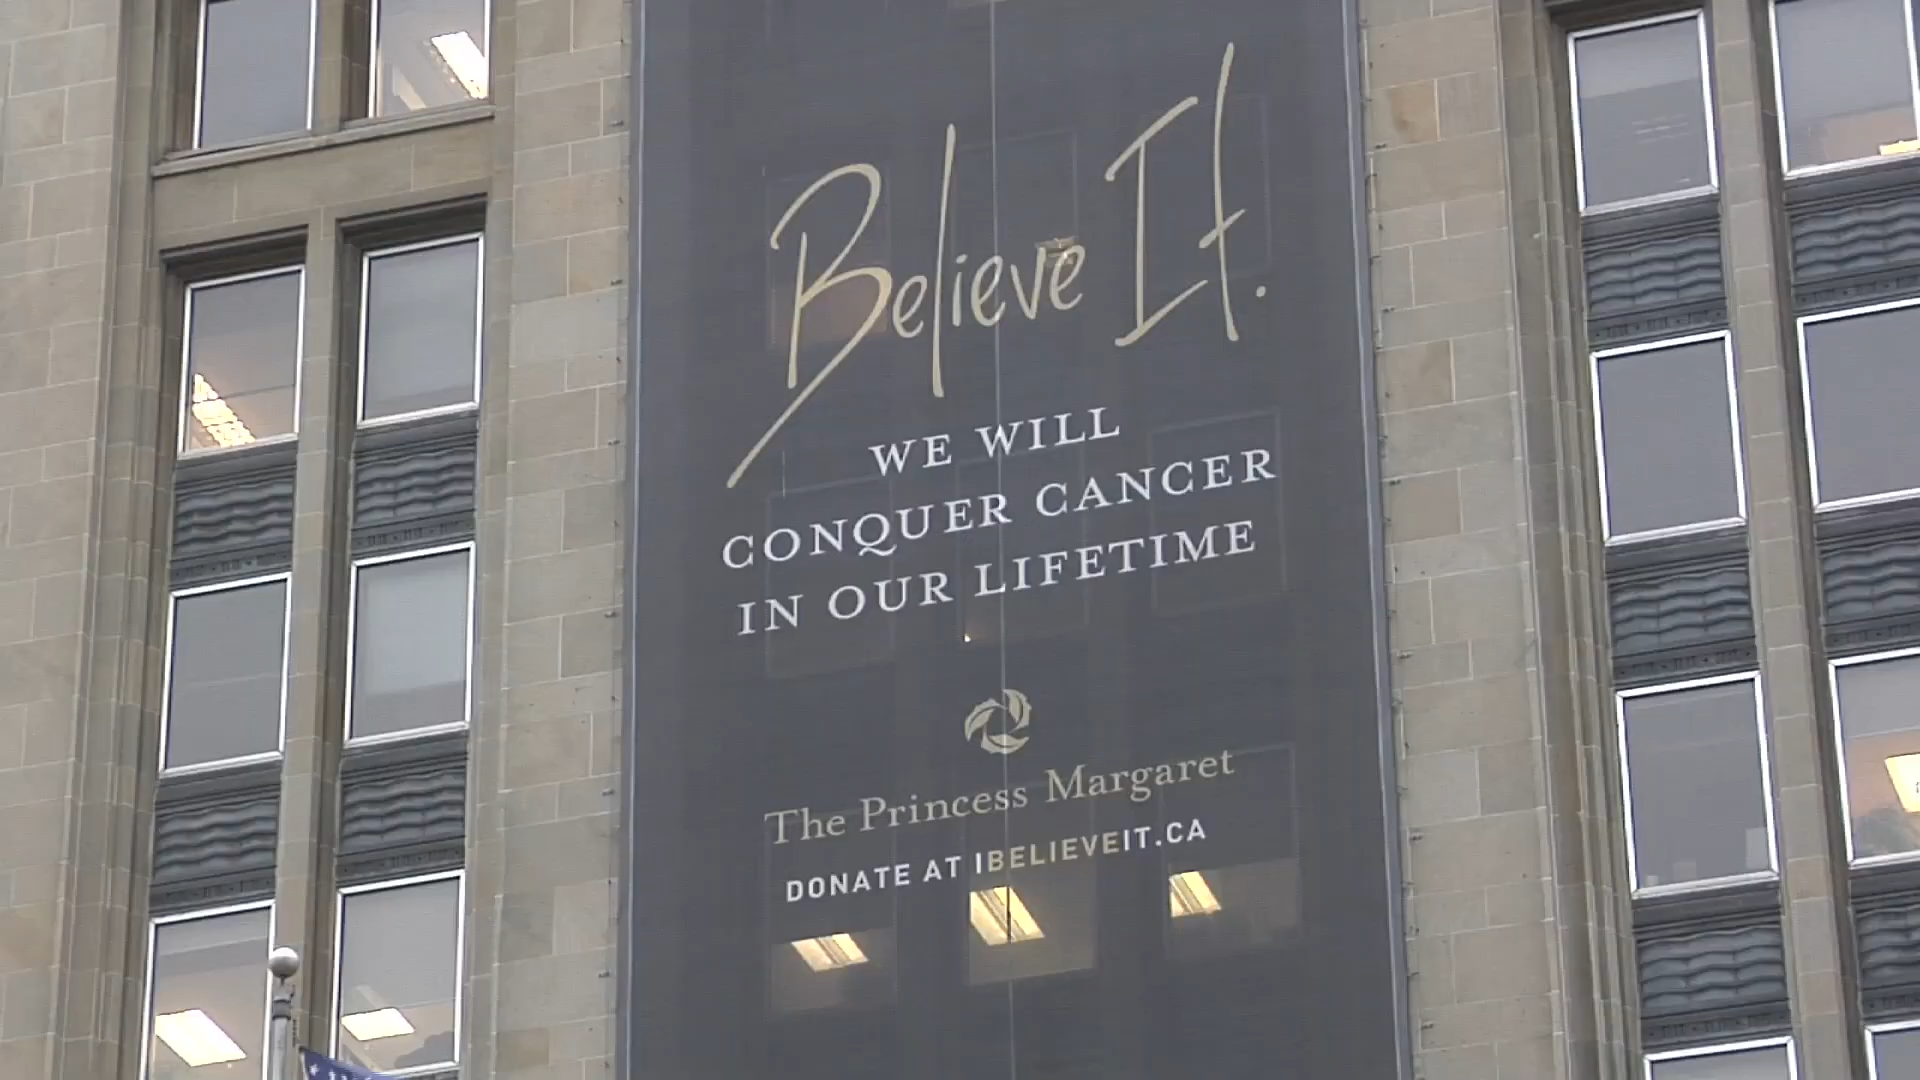 Believe It.
WE WILL
CONQUER CANCER
IN OUR LIFETIME
The Princess Margaret
DONATE AT IBELIEVEIT.CA